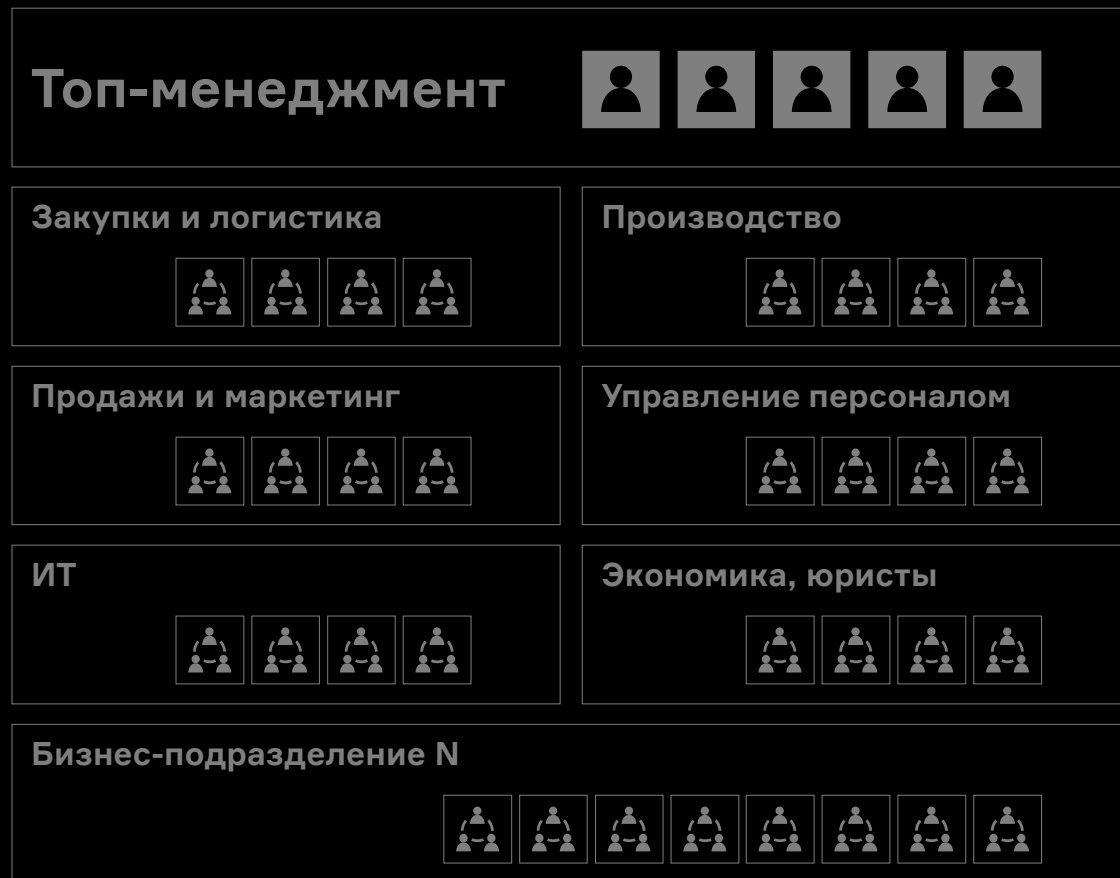 Топ-менеджмент
Закупки и логистика
Производство
Продажи и маркетинг
Управление персоналом
ИТ
Экономика, юристы
Бизнес-подразделение N